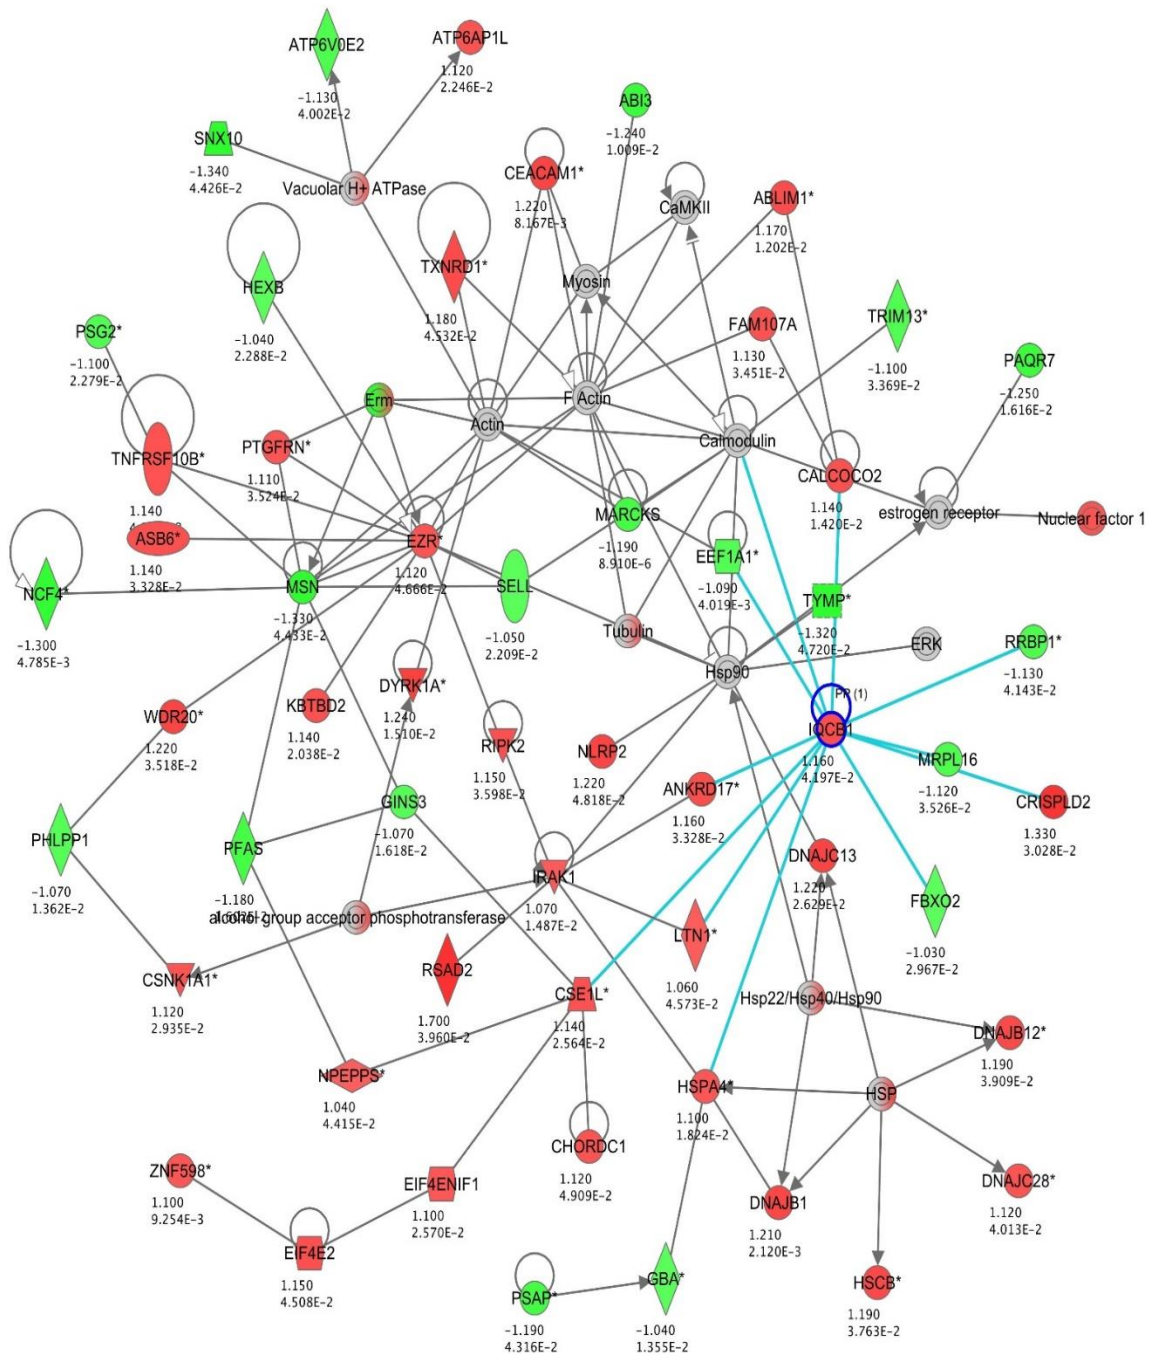 ATP6V0E2
−1.130
4.002E−2
ATP6AP1L
1.120
2.246E−2
SNX10
−1.340
4.426E−2
Vacuolar H+ ATPase
ABI3
−1.240
1.009E−2
CEACAM1*
1.220
8.167E−3
CaMKII
ABLIM1*
1.170
1.202E−2
TXNRD1*
1.180
4.532E−2
Myosin
HEXB
−1.040
2.288E−2
PSG2*
−1.100
2.279E−2
FAM107A
1.130
3.451E−2
TRIM13*
−1.100
3.369E−2
PAQR7
−1.250
1.616E−2
Erm
Actin
F Actin
Calmodulin
TNFRSF10B*
1.140
PTGFRN*
1.110
3.524E−2
CALCOCO2
1.140
1.420E−2
estrogen receptor
Nuclear factor 1
MARCKS
−1.190
8.910E−6
ASB6*
1.140
3.328E−2
EZR*
1.120
4.666E−2
EEF1A1*
−1.090
4.019E−3
NCF4*
−1.300
4.785E−3
MSN
−1.330
4.433E−2
SELL
−1.050
2.209E−2
TYMP*
−1.320
4.720E−2
Tubulin
Hsp90
ERK
RRBP1*
−1.130
4.143E−2
DYRK1A*
1.240
1.510E−2
PR (1)
IQCB1
1.160
4.197E−2
WDR20*
1.220
3.518E−2
KBTBD2
1.140
2.038E−2
RIPK2
1.150
3.598E−2
NLRP2
1.220
4.818E−2
MRPL16
−1.120
3.526E−2
ANKRD17*
1.160
3.328E−2
CRISPLD2
1.330
3.028E−2
GINS3
−1.070
1.618E−2
PHLPP1
−1.070
1.362E−2
PFAS
−1.180
alcohol group acceptor phosphotransferase
IRAK1
1.070
1.487E−2
DNAJC13
1.220
2.629E−2
FBXO2
−1.030
2.967E−2
LTN1*
1.060
4.573E−2
CSNK1A1*
1.120
2.935E−2
RSAD2
1.700
3.960E−2
CSE1L*
1.140
2.564E−2
Hsp22/Hsp40/Hsp90
DNAJB12*
1.190
3.909E−2
NPEPPS*
1.040
4.415E−2
HSPA4*
1.100
1.824E−2
HSP
CHORDC1
1.120
4.909E−2
ZNF598*
1.100
9.254E−3
EIF4ENIF1
1.100
2.570E−2
DNAJB1
1.210
2.120E−3
DNAJC28*
1.120
4.013E−2
EIF4E2
1.150
4.508E−2
PSAP*
−1.190
4.316E−2
GBA*
−1.040
1.355E−2
HSCB*
1.190
3.763E−2